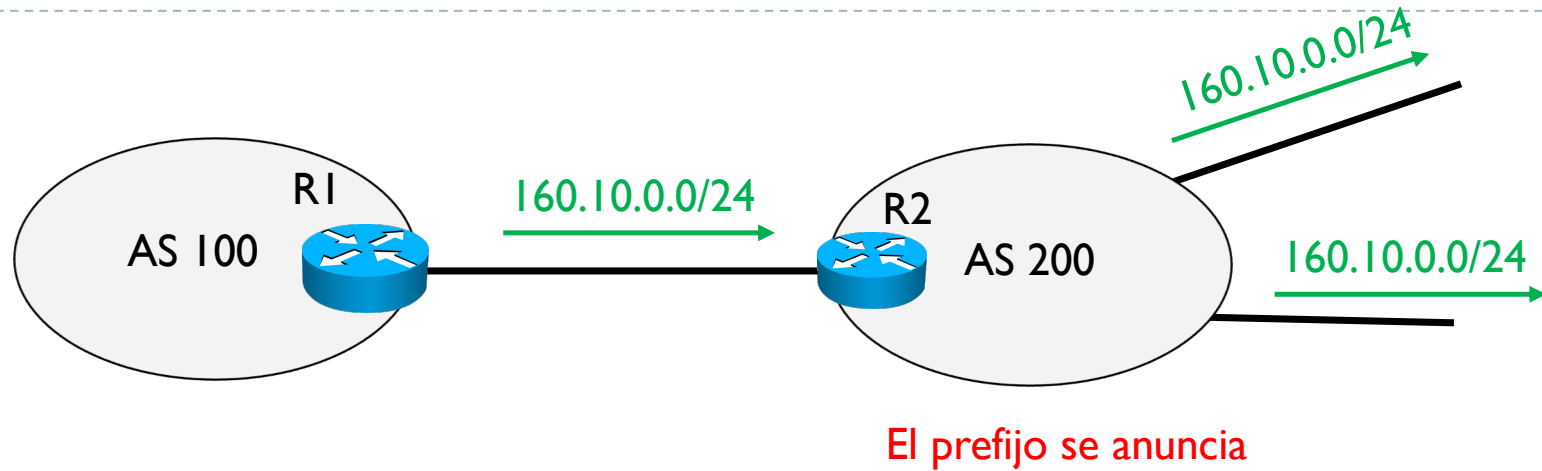 160.10.0.0/24
R1
160.10.0.0/24
R2
AS 100
AS 200
160.10.0.0/24
El prefijo se anuncia